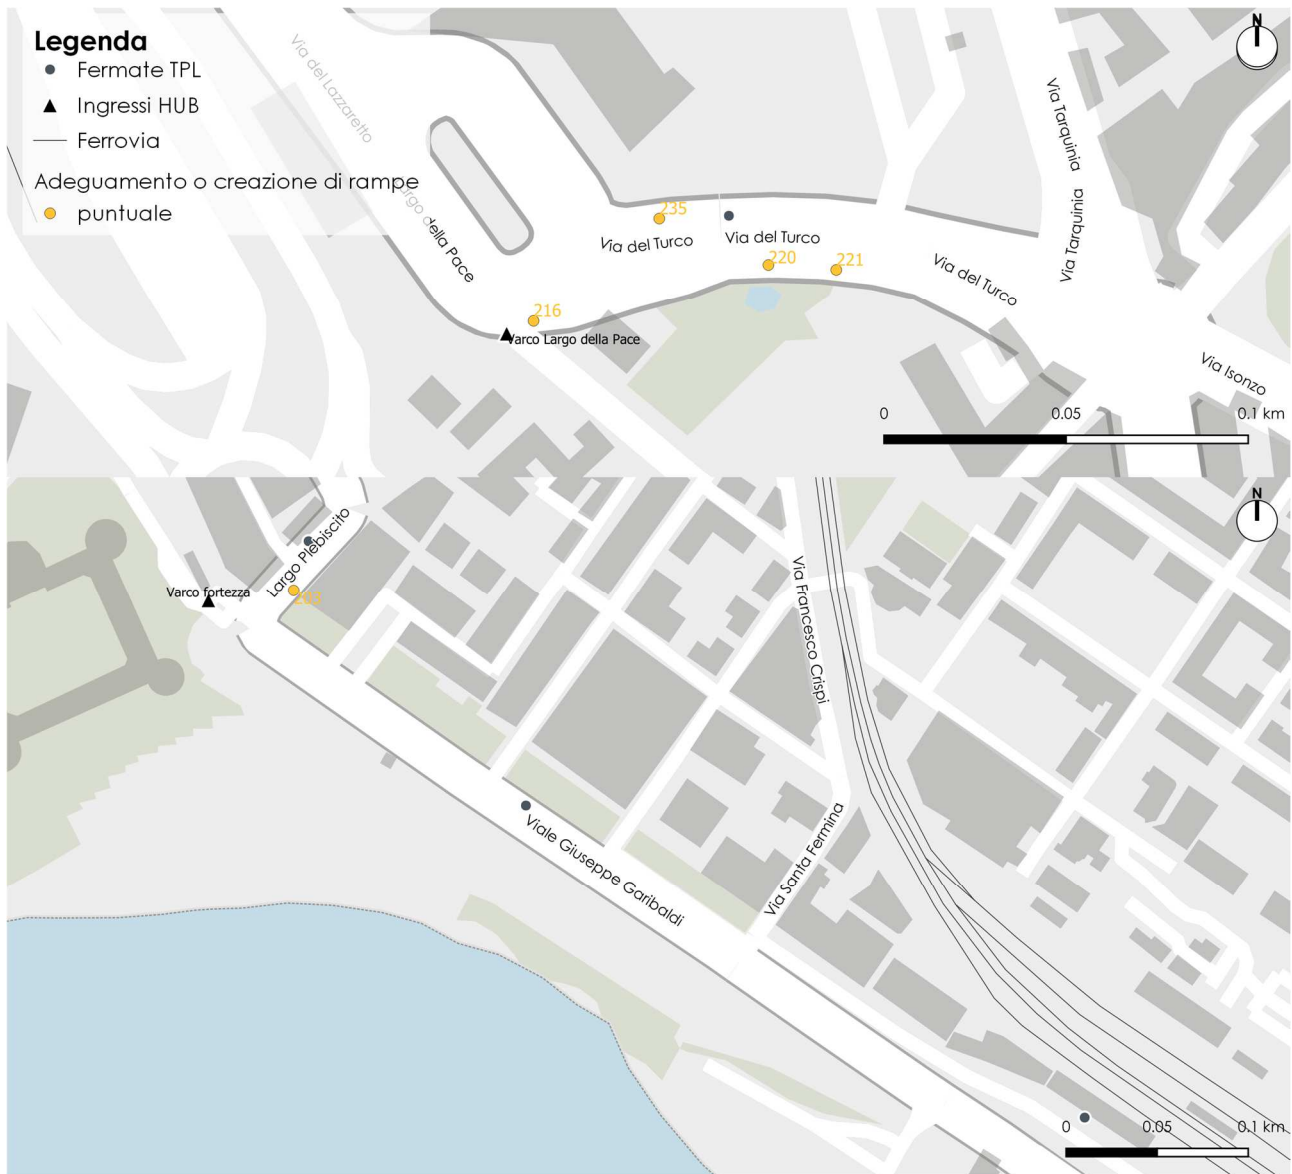 Legenda
Fermate TPL
Ingressi HUB
Ferrovia
Adeguamento o creazione di rampe
puntuale
Via del Lazzaretto
Largo della Pace
235
Via del Turco
Via del Turco
220
221
Via del Turco
216
Varco Largo della Pace
Via Tarquinia
Via Tarquinia
Via Isonzo
N
0 0.05 0.1 km
N
Largo Plebiscito
Varco fortezza
203
Via Francesco Crispi
Viale Giuseppe Garibaldi
Via Santa Fermina
0 0.05 0.1 km